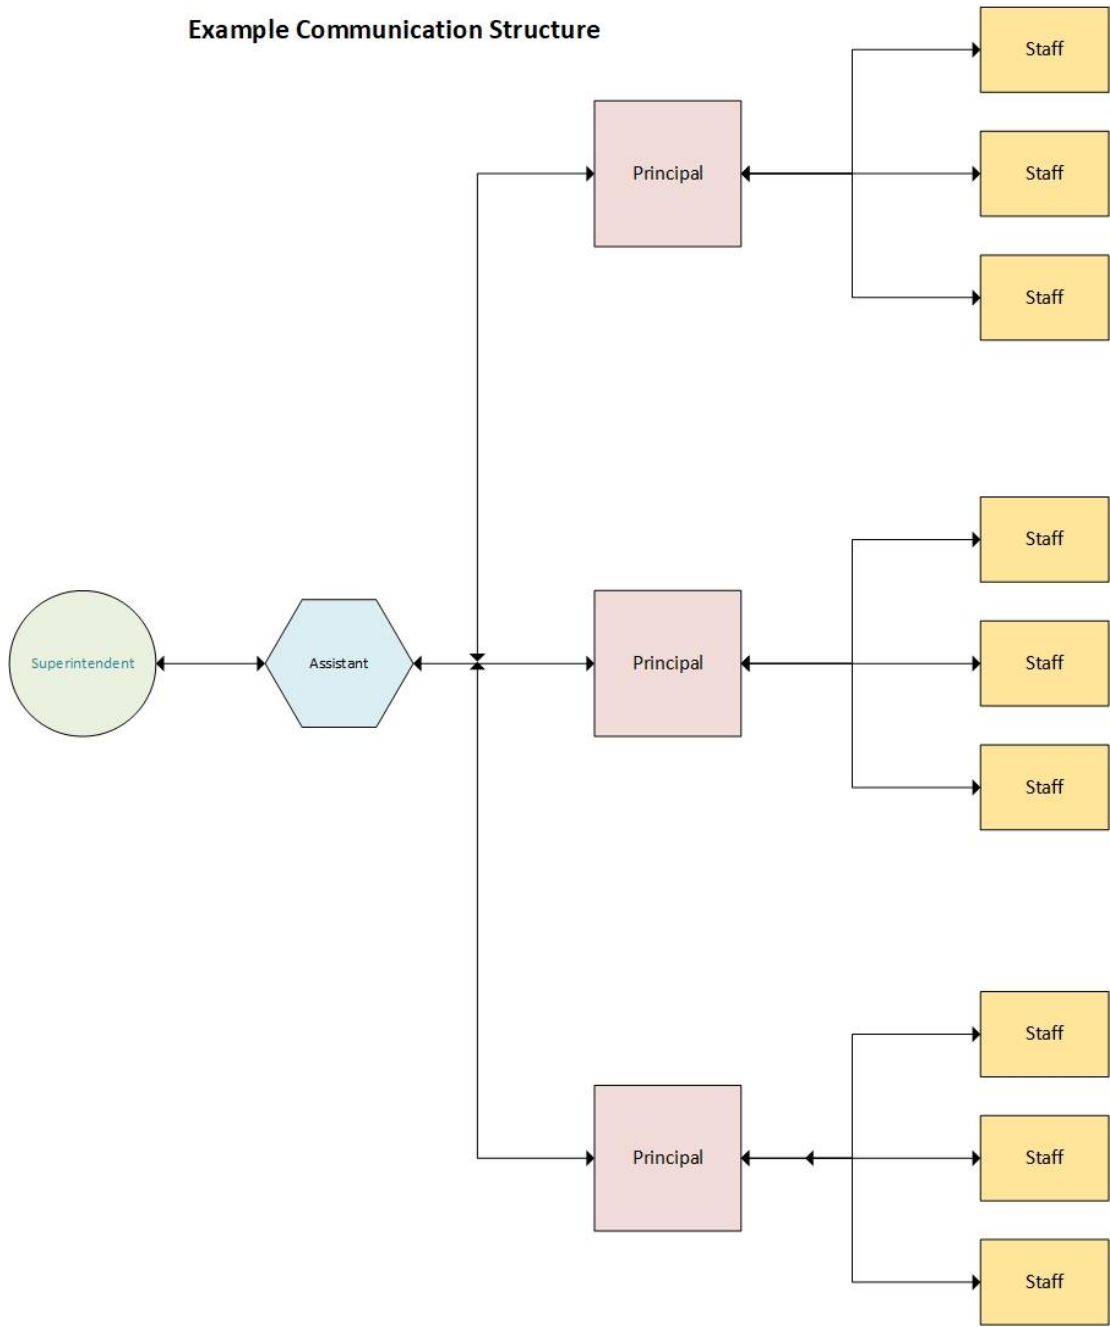 Example Communication Structure
Staff
Principal
Staff
Staff
Staff
Superintendent
Assistant
Principal
Staff
Staff
Staff
Principal
Staff
Staff